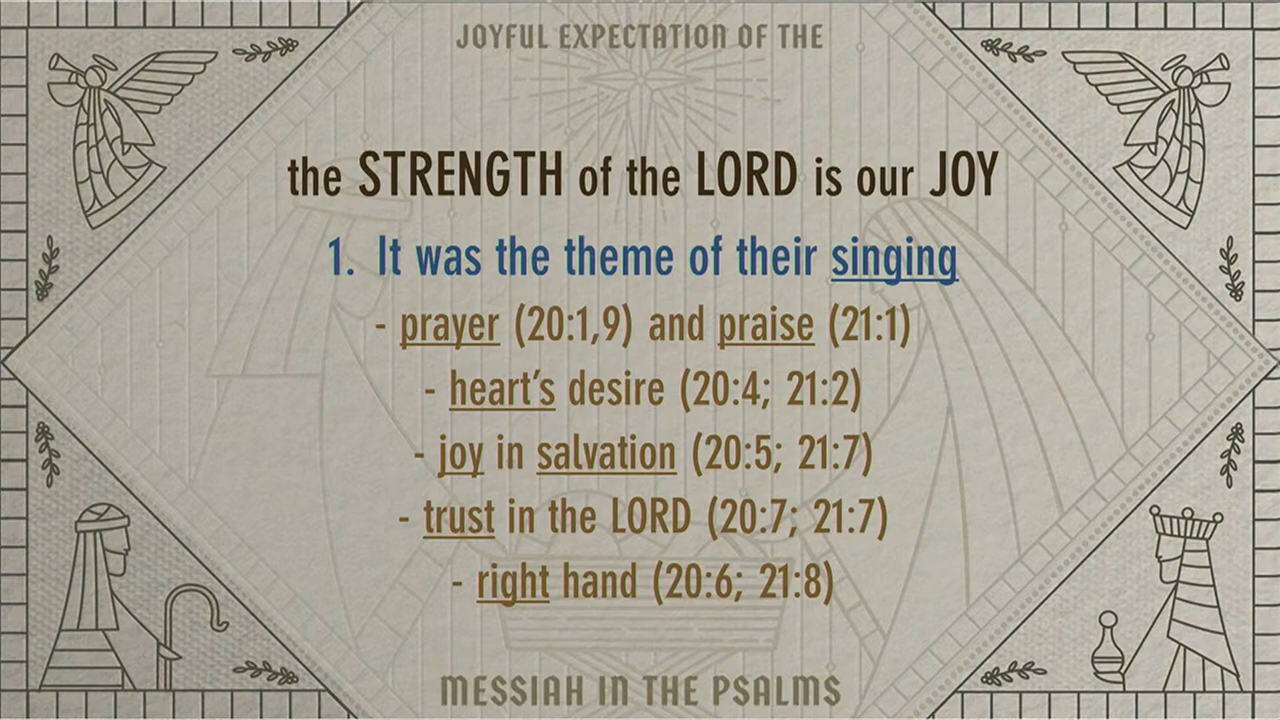 JOYFUL EXPECTATION OF THE
the STRENGTH of the LORD is our JOY
1. It was the theme of their singing
- prayer (20:1,9) and praise (21:1)
- heart's desire (20:4; 21:2)
- joy in salvation (20:5; 21:7)
- trust in the LORD (20:7; 21:7)
- right hand (20:6; 21:8)
MESSIAH IN THE PSALMS